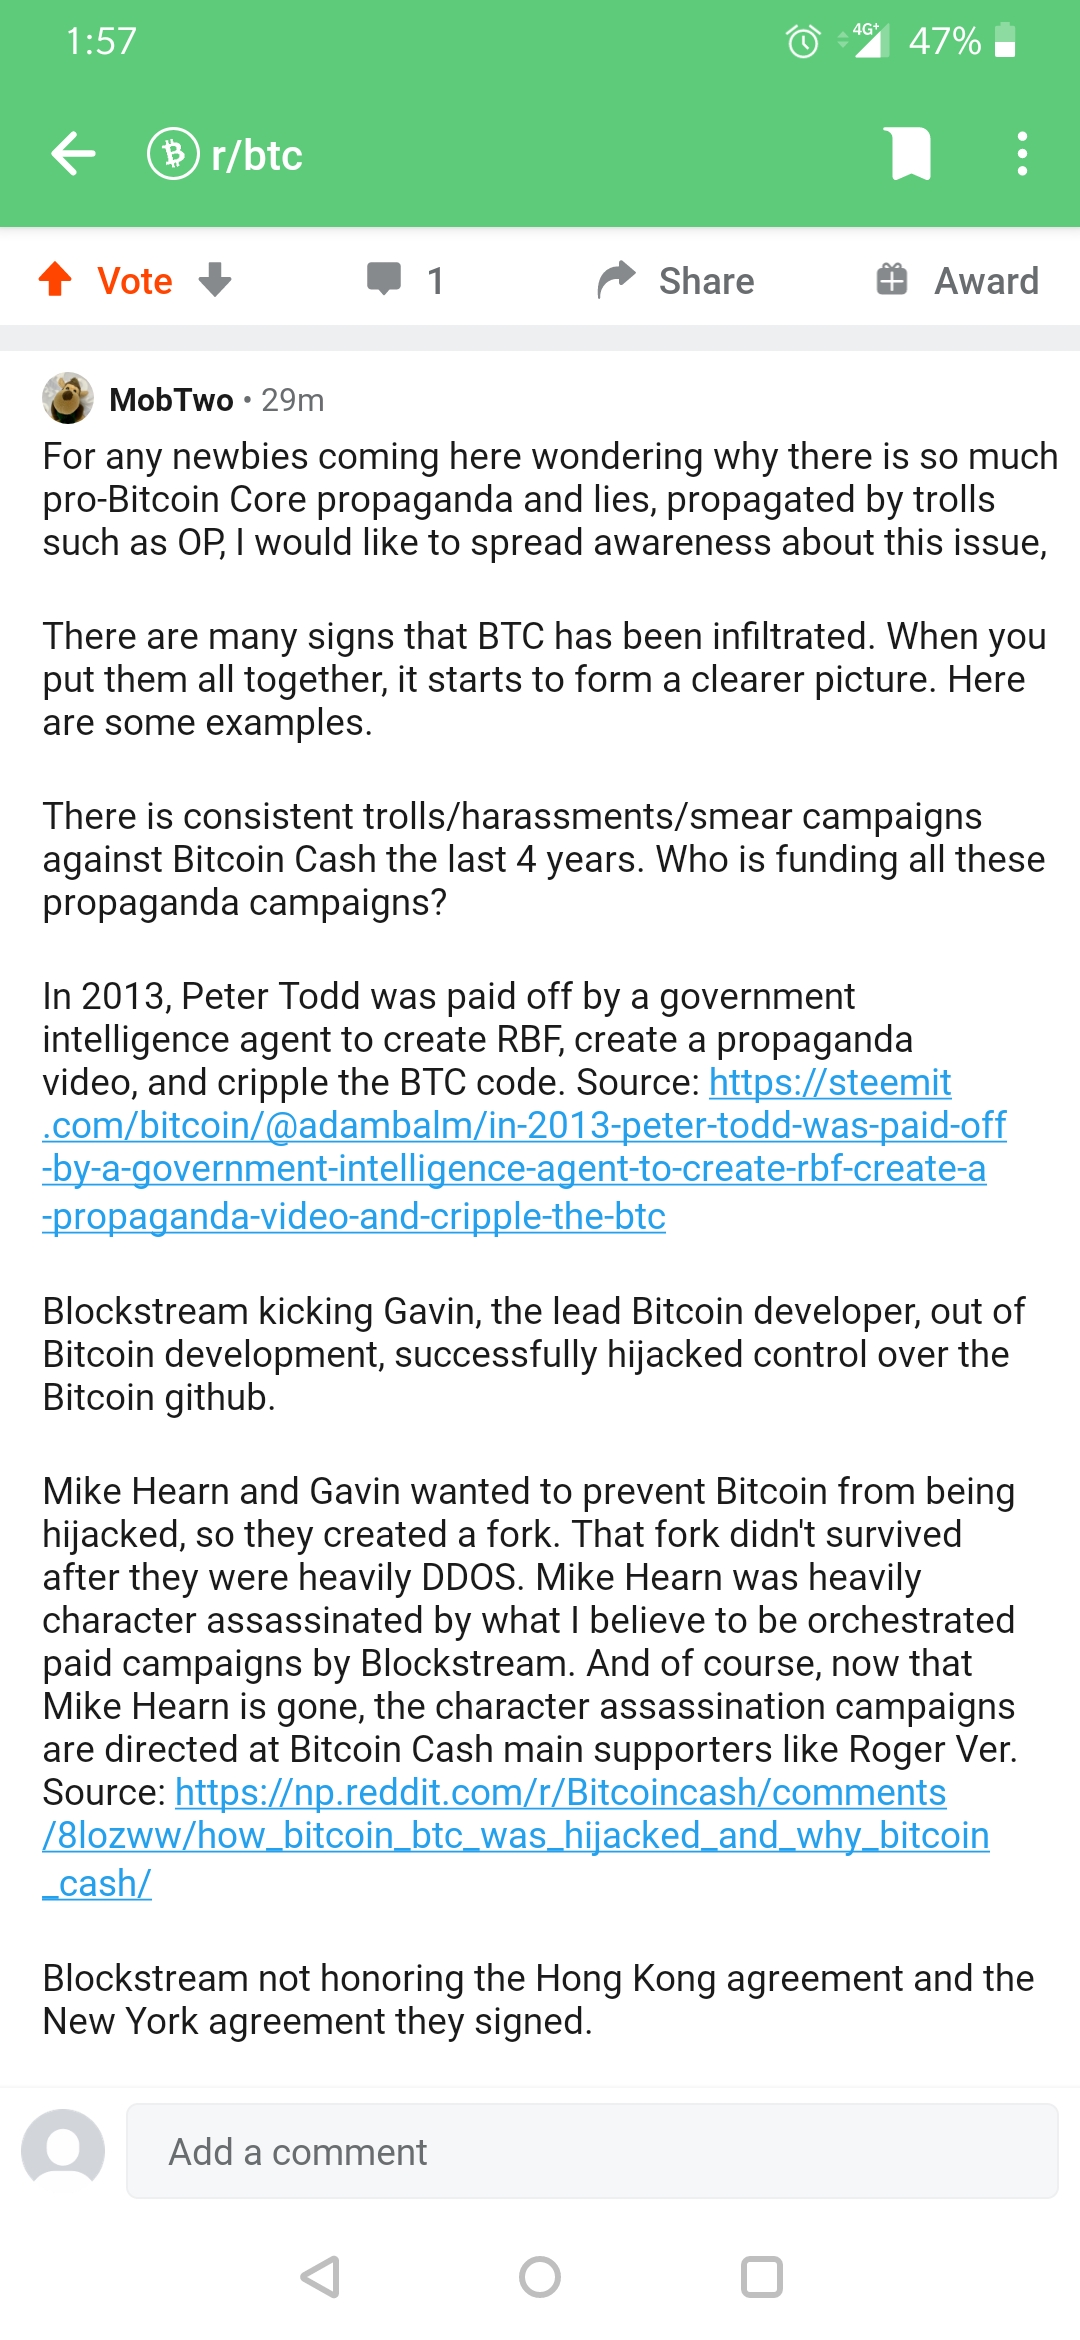 1:57
4G+
47%
r/btc
Vote
1
Share
Award
MobTwo • 29m
For any newbies coming here wondering why there is so much
pro-Bitcoin Core propaganda and lies, propagated by trolls
such as OP, I would like to spread awareness about this issue,
There are many signs that BTC has been infiltrated. When you
put them all together, it starts to form a clearer picture. Here
are some examples.
There is consistent trolls/harassments/smear campaigns
against Bitcoin Cash the last 4 years. Who is funding all these
propaganda campaigns?
In 2013, Peter Todd was paid off by a government
intelligence agent to create RBF, create a propaganda
video, and cripple the BTC code. Source: https://steemit
.com/bitcoin/@adambalm/in-2013-peter-todd-was-paid-off
-by-a-government-intelligence-agent-to-create-rbf-create-a
-propaganda-video-and-cripple-the-btc
Blockstream kicking Gavin, the lead Bitcoin developer, out of
Bitcoin development, successfully hijacked control over the
Bitcoin github.
Mike Hearn and Gavin wanted to prevent Bitcoin from being
hijacked, so they created a fork. That fork didn't survived
after they were heavily DDOS. Mike Hearn was heavily
character assassinated by what I believe to be orchestrated
paid campaigns by Blockstream. And of course, now that
Mike Hearn is gone, the character assassination campaigns
are directed at Bitcoin Cash main supporters like Roger Ver.
Source: https://np.reddit.com/r/Bitcoincash/comments
/8lozww/how_bitcoin_btc_was_hijacked_and_why_bitcoin
_cash/
Blockstream not honoring the Hong Kong agreement and the
New York agreement they signed.
Add a comment